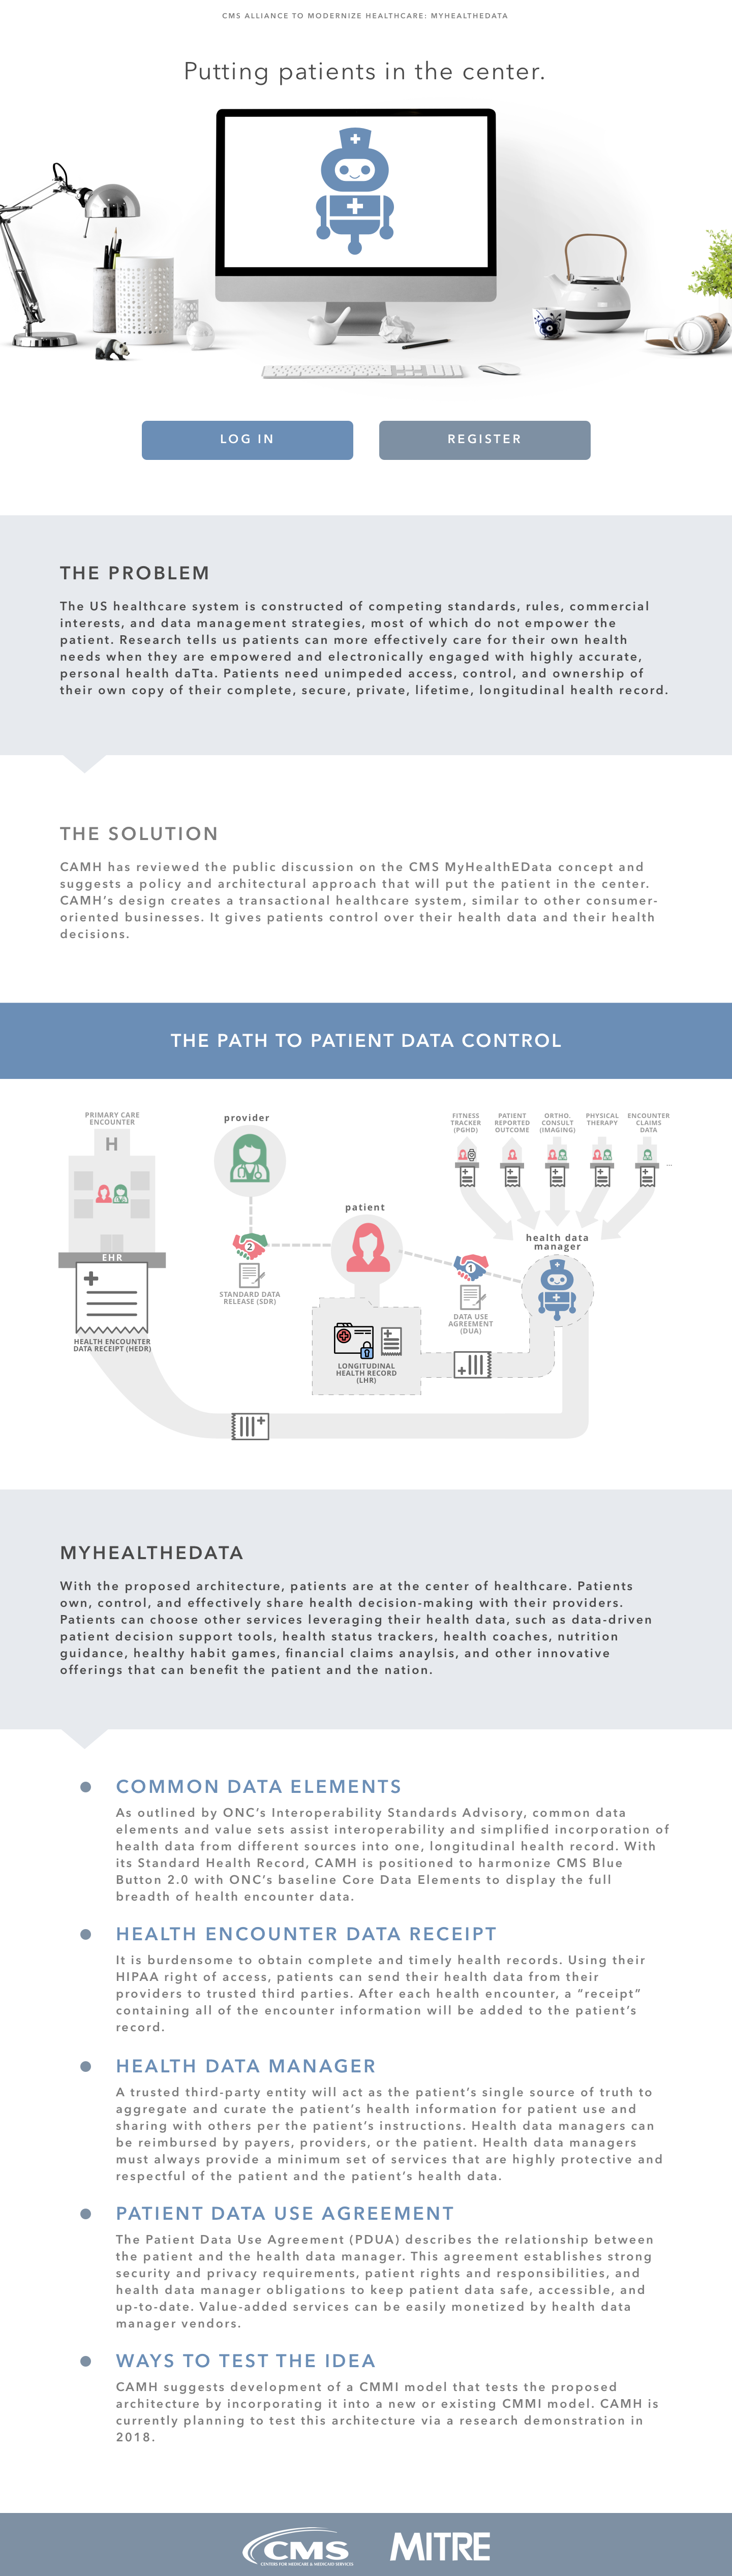 CMS ALLIANCE TO MODERNIZE HEALTHCARE: MYHEALTHEDATA
Putting patients in the center.
LOG IN
REGISTER
THE PROBLEM
The US healthcare system is constructed of competing standards, rules, commercial
interests, and data management strategies, most of which do not empower the
patient. Research tells us patients can more effectively care for their own health
needs when they are empowered and electronically engaged with highly accurate,
personal health daTta. Patients need unimpeded access, control, and ownership of
their own copy of their complete, secure, private, lifetime, longitudinal health record.
THE SOLUTION
CAMH has reviewed the public discussion on the CMS MyHealthEData concept and
suggests a policy and architectural approach that will put the patient in the center.
CAMH's design creates a transactional healthcare system, similar to other consumer-
oriented businesses. It gives patients control over their health data and their health
decisions.
THE PATH TO PATIENT DATA CONTROL
PRIMARY CARE
ENCOUNTER
H
EHR
HEALTH ENCOUNTER
DATA RECEIPT (HEDR)
provider
2
STANDARD DATA
RELEASE (SDR)
patient
LONGITUDINAL
HEALTH RECORD
(LHR)
1
DATA USE
AGREEMENT
(DUA)
FITNESS
TRACKER
(PGHD)
PATIENT
REPORTED
OUTCOME
ORTHO.
CONSULT
(IMAGING)
PHYSICAL
THERAPY
ENCOUNTER
CLAIMS
DATA
...
health data
manager
MYHEALTHEDATA
With the proposed architecture, patients are at the center of healthcare. Patients
own, control, and effectively share health decision-making with their providers.
Patients can choose other services leveraging their health data, such as data-driven
patient decision support tools, health status trackers, health coaches, nutrition
guidance, healthy habit games, financial claims anaylsis, and other innovative
offerings that can benefit the patient and the nation.
COMMON DATA ELEMENTS
As outlined by ONC's Interoperability Standards Advisory, common data
elements and value sets assist interoperability and simplified incorporation of
health data from different sources into one, longitudinal health record. With
its Standard Health Record, CAMH is positioned to harmonize CMS Blue
Button 2.0 with ONC's baseline Core Data Elements to display the full
breadth of health encounter data.
HEALTH ENCOUNTER DATA RECEIPT
It is burdensome to obtain complete and timely health records. Using their
HIPAA right of access, patients can send their health data from their
providers to trusted third parties. After each health encounter, a “receipt”
containing all of the encounter information will be added to the patient's
record.
HEALTH DATA MANAGER
A trusted third-party entity will act as the patient's single source of truth to
aggregate and curate the patient's health information for patient use and
sharing with others per the patient's instructions. Health data managers can
be reimbursed by payers, providers, or the patient. Health data managers
must always provide a minimum set of services that are highly protective and
respectful of the patient and the patient's health data.
PATIENT DATA USE AGREEMENT
The Patient Data Use Agreement (PDUA) describes the relationship between
the patient and the health data manager. This agreement establishes strong
security and privacy requirements, patient rights and responsibilities, and
health data manager obligations to keep patient data safe, accessible, and
up-to-date. Value-added services can be easily monetized by health data
manager vendors.
WAYS TO TEST THE IDEA
CAMH suggests development of a CMMI model that tests the proposed
architecture by incorporating it into a new or existing CMMI model. CAMH is
currently planning to test this architecture via a research demonstration in
2018.
CMS
CENTERS FOR MEDICARE & MEDICAID SERVICES
MITRE